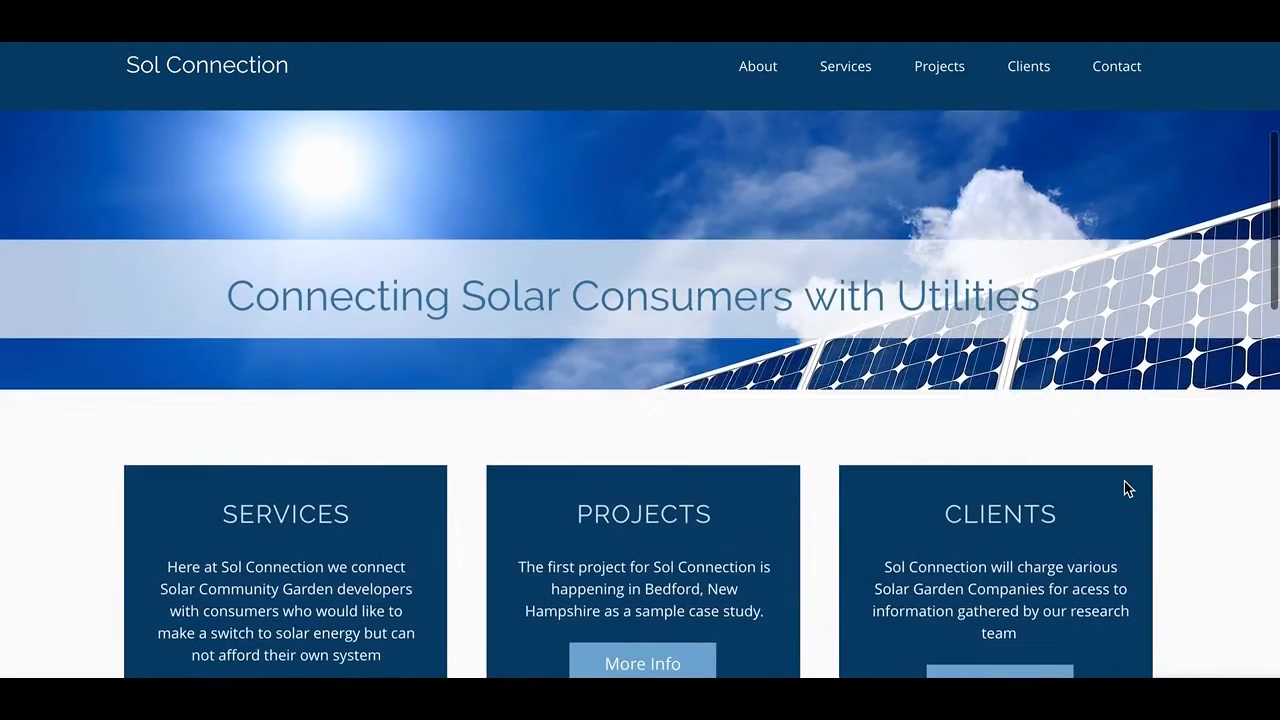 Sol Connection
About Services Projects Clients Contact
Connecting Solar Consumers with Utilities
SERVICES
Here at Sol Connection we connect
Solar Community Garden developers
with consumers who would like to
make a switch to solar energy but can
not afford their own system
PROJECTS
The first project for Sol Connection is
happening in Bedford, New
Hampshire as a sample case study.
More Info
CLIENTS
Sol Connection will charge various
Solar Garden Companies for acess to
information gathered by our research
team